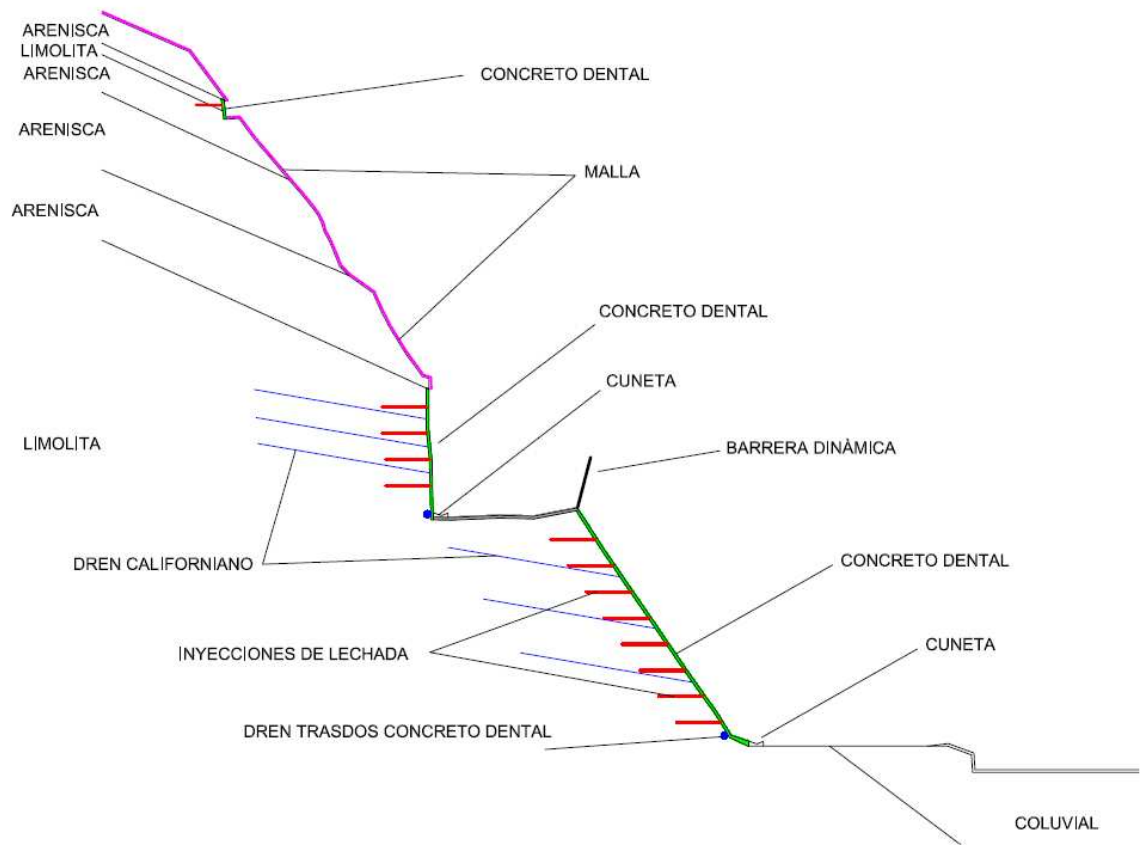 ARENISCA
LIMOLITA
ARENISCA
CONCRETO DENTAL
ARENISCA
MALLA
ARENISCA
CONCRETO DENTAL
CUNETA
LIMOLITA
BARRERA DINÀMICA
DREN CALIFORNIANO
CONCRETO DENTAL
CUNETA
INYECCIONES DE LECHADA
DREN TRASDOS CONCRETO DENTAL
COLUVIAL